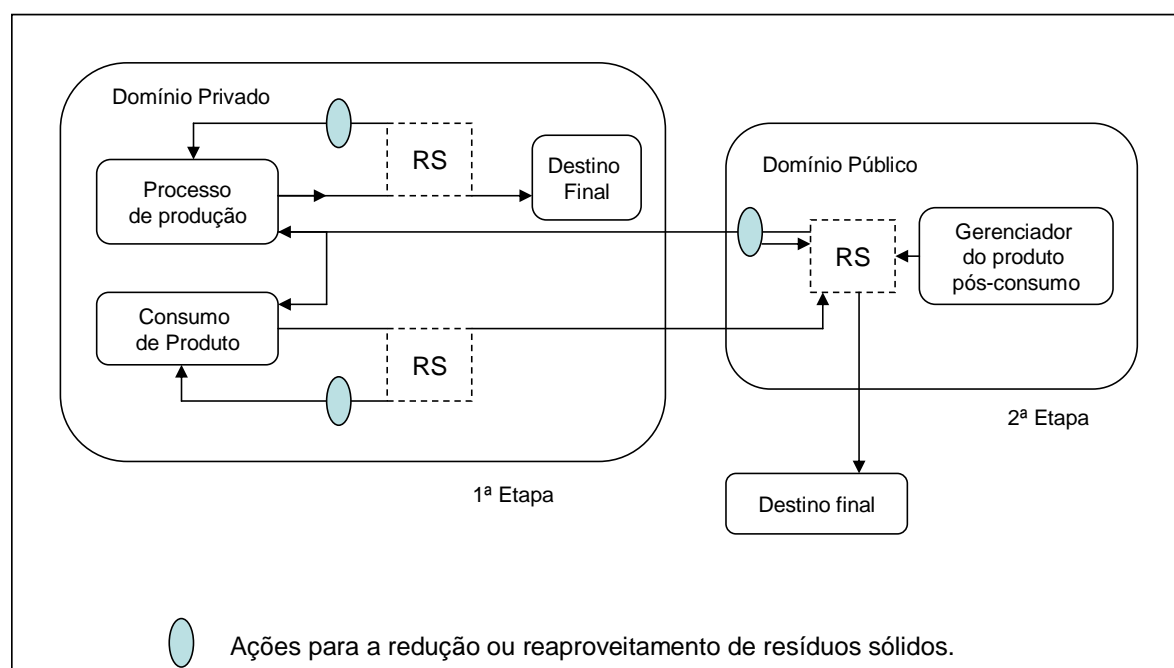 Domínio Privado
RS
Processo
de produção
Destino
Final
Domínio Público
RS
Gerenciador
do produto
pós-consumo
Consumo
de Produto
RS
1ª Etapa
2ª Etapa
Destino final
Ações para a redução ou reaproveitamento de resíduos sólidos.